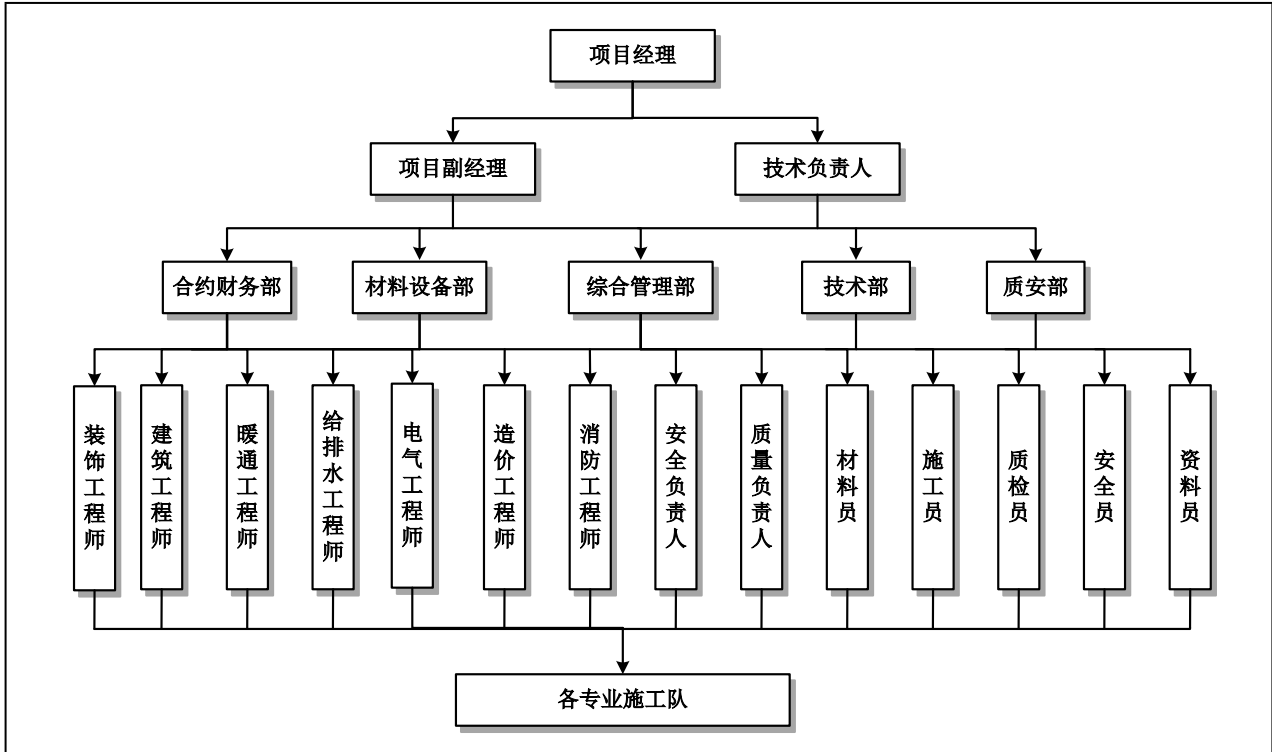 项目经理
项目副经理
技术负责人
合约财务部
材料设备部
综合管理部
技术部
质安部
装饰工程师
建筑工程师
暖通工程师
给排水工程师
电气工程师
造价工程师
消防工程师
安全负责人
质量负责人
材料员
施工员
质检员
安全员
资料员
各专业施工队